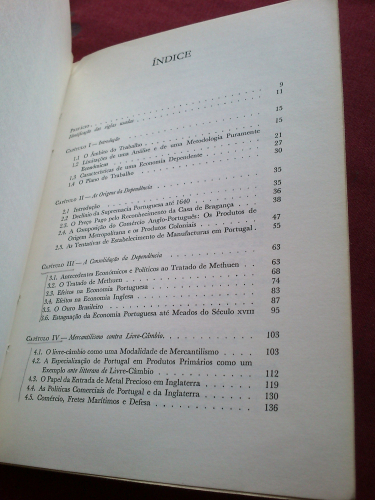 ÍNDICE
Prefácio 9
Identificação das siglas usadas 11
CAPÍTULO I — Introdução 15
1.1 O Âmbito do Trabalho 15
1.2 Limitações de uma Análise e de uma Metodologia Puramente
Económicas 21
1.3 Características de uma Economia Dependente 27
1.4 O Plano do Trabalho 30
CAPÍTULO II — As Origens da Dependência 35
2.1 Introdução 35
2.2 Declínio da Supremacia Portuguesa até 1640 36
2.3 O Preço Pago pelo Reconhecimento da Casa de Bragança 38
2.4 A Composição do Comércio Anglo-Português: Os Produtos de
Origem Metropolitana e os Produtos Coloniais 47
2.5. As Tentativas de Estabelecimento de Manufacturas em Portugal 55
CAPÍTULO III — A Consolidação da Dependência 63
3.1. Antecedentes Económicos e Políticos ao Tratado de Methuen 63
3.2. O Tratado de Methuen 68
3.3. Efeitos na Economia Portuguesa 74
3.4. Efeitos na Economia Inglesa 83
3.5. O Ouro Brasileiro 87
3.6. Estagnação da Economia Portuguesa até Meados do Século XVIII 95
CAPÍTULO IV — Mercantilismo contra Livre-Câmbio. 103
4.1. O livre-câmbio como uma Modalidade de Mercantilismo 103
4.2. A Especialização de Portugal em Produtos Primários como um
Exemplo ante litteram de Livre-Câmbio 112
4.3. O Papel da Entrada de Metal Precioso em Inglaterra 119
4.4. As Políticas Comerciais de Portugal e da Inglaterra 130
4.5. Comércio, Fretes Marítimos e Defesa 136